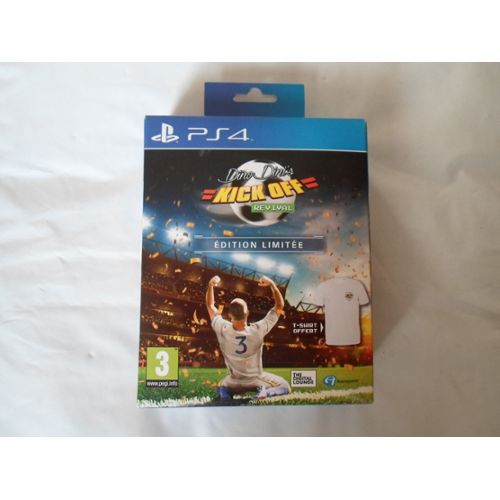 PS4
Dino Dini's
KICK OFF
REVIVAL
ÉDITION LIMITÉE
T-SHIRT
OFFERT
3
3
www.pegi.info
THE
DIGITAL
LOUNGE